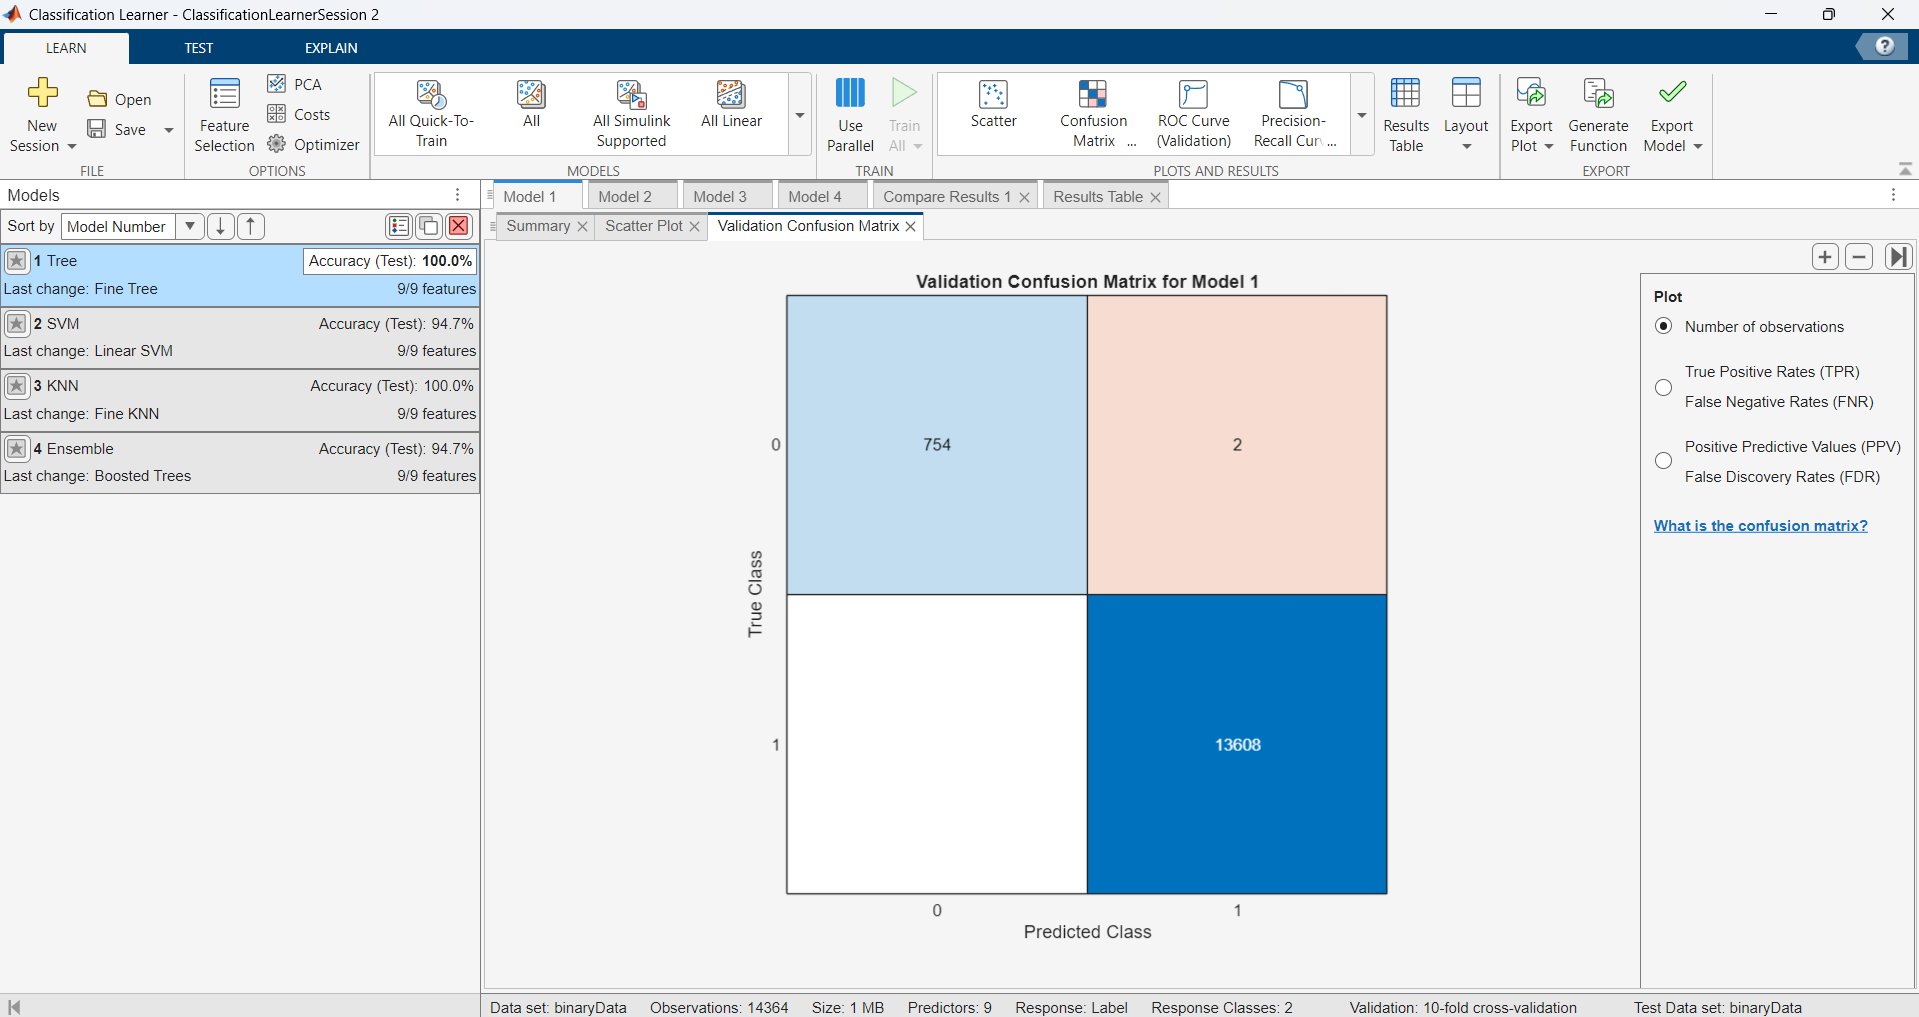 Classification Learner - ClassificationLearnerSession 2
LEARN TEST EXPLAIN
New Session
Open
Save
FILE
Feature Selection
PCA
Costs
Optimizer
OPTIONS
All Quick-To-Train
All
All Simulink Supported
All Linear
MODELS
Use Parallel
Train All
TRAIN
Scatter
Confusion Matrix ...
ROC Curve (Validation)
Precision-Recall Cur ...
Results Table
Layout
PLOTS AND RESULTS
Export Plot
Generate Function
Export Model
EXPORT
Models
Sort by Model Number
1 Tree Accuracy (Test): 100.0%
Last change: Fine Tree 9/9 features
2 SVM Accuracy (Test): 94.7%
Last change: Linear SVM 9/9 features
3 KNN Accuracy (Test): 100.0%
Last change: Fine KNN 9/9 features
4 Ensemble Accuracy (Test): 94.7%
Last change: Boosted Trees 9/9 features
Model 1 Model 2 Model 3 Model 4 Compare Results 1 Results Table
Summary Scatter Plot Validation Confusion Matrix
Validation Confusion Matrix for Model 1
0 754 2
True Class
1 13608
0 1
Predicted Class
Plot
Number of observations
True Positive Rates (TPR)
False Negative Rates (FNR)
Positive Predictive Values (PPV)
False Discovery Rates (FDR)
What is the confusion matrix?
Data set: binaryData Observations: 14364 Size: 1 MB Predictors: 9 Response: Label Response Classes: 2 Validation: 10-fold cross-validation Test Data set: binaryData